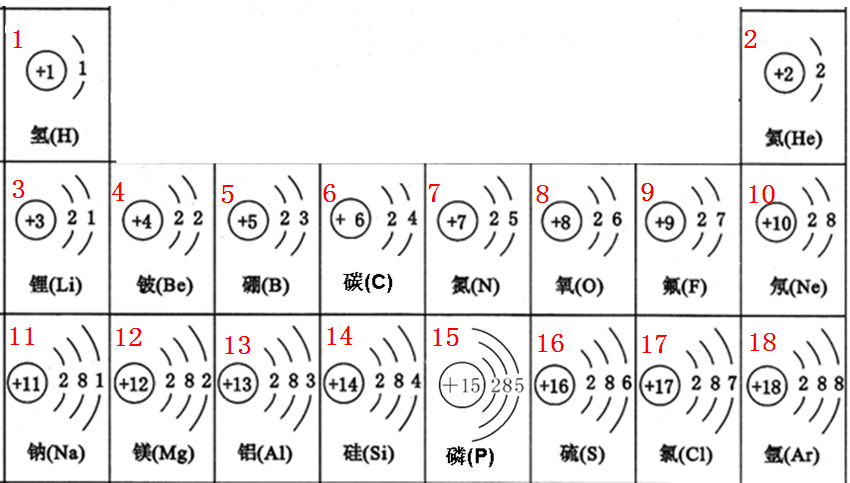 1 2
+1 1 +2 2
氢(H) 氦(He)
3 4 5 6 7 8 9 10
+3 2 1 +4 2 2 +5 2 3 + 6 2 4 +7 2 5 +8 2 6 +9 2 7 +10 2 8
锂(Li) 铍(Be) 硼(B) 碳(C) 氮(N) 氧(O) 氟(F) 氖(Ne)
11 12 13 14 15 16 17 18
+11 2 8 1 +12 2 8 2 +13 2 8 3 +14 2 8 4 +15 2 8 5 +16 2 8 6 +17 2 8 7 +18 2 8 8
钠(Na) 镁(Mg) 铝(Al) 硅(Si) 磷(P) 硫(S) 氯(Cl) 氩(Ar)